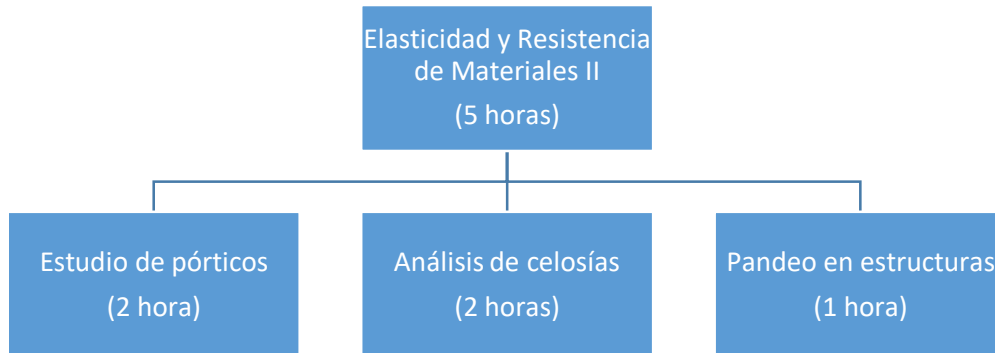 Elasticidad y Resistencia
de Materiales II
(5 horas)
Estudio de pórticos
(2 hora)
Análisis de celosías
(2 horas)
Pandeo en estructuras
(1 hora)